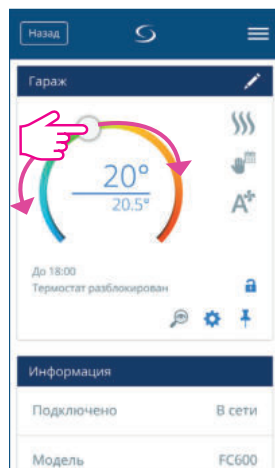 Назад
Гараж
20°
20.5°
До 18:00
Термостат разблокирован
Информация
Подключено В сети
Модель FC600